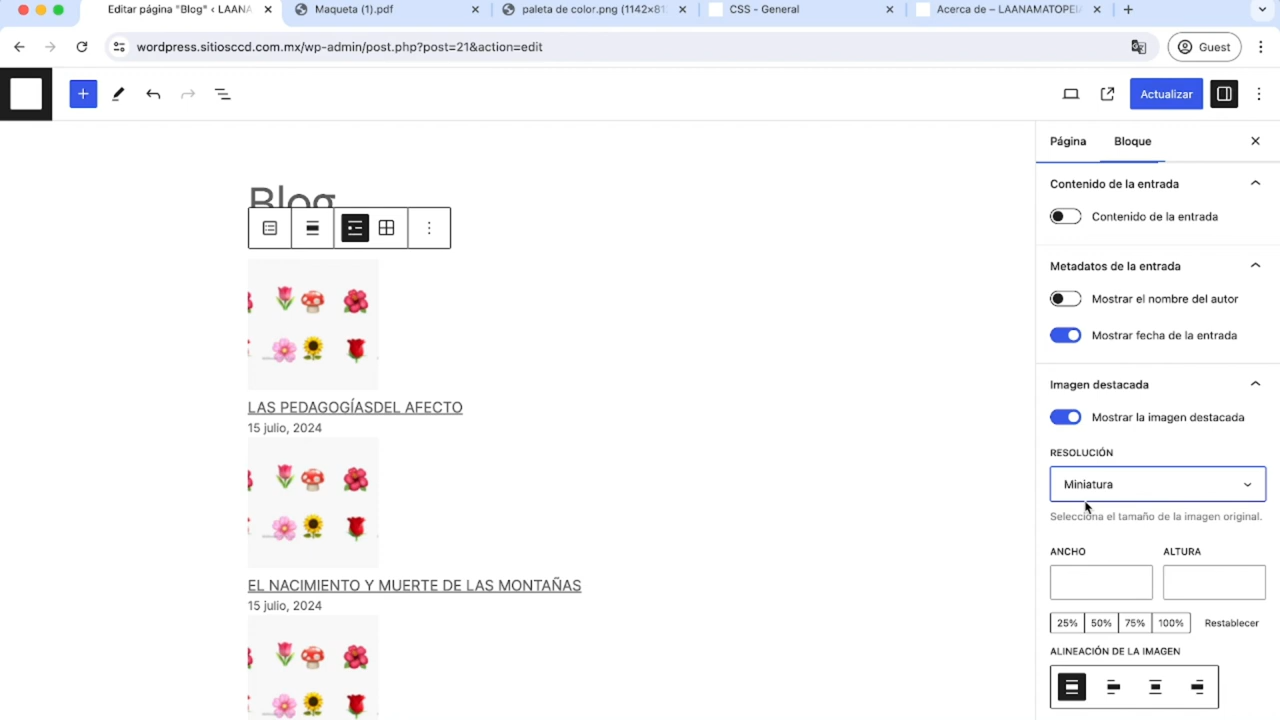 Editar página "Blog" ‹ LAANA
Maqueta (1).pdf
paleta de color.png (1142×81
CSS - General
Acerca de – LAANAMATOPEI
wordpress.sitiosccd.com.mx/wp-admin/post.php?post=21&action=edit
Guest
Actualizar
Página
Bloque
Contenido de la entrada
Contenido de la entrada
Metadatos de la entrada
Mostrar el nombre del autor
Mostrar fecha de la entrada
Imagen destacada
Mostrar la imagen destacada
RESOLUCIÓN
Miniatura
Selecciona el tamaño de la imagen original.
ANCHO
ALTURA
25% 50% 75% 100% Restablecer
ALINEACIÓN DE LA IMAGEN
Blog
LAS PEDAGOGÍASDEL AFECTO
15 julio, 2024
EL NACIMIENTO Y MUERTE DE LAS MONTAÑAS
15 julio, 2024